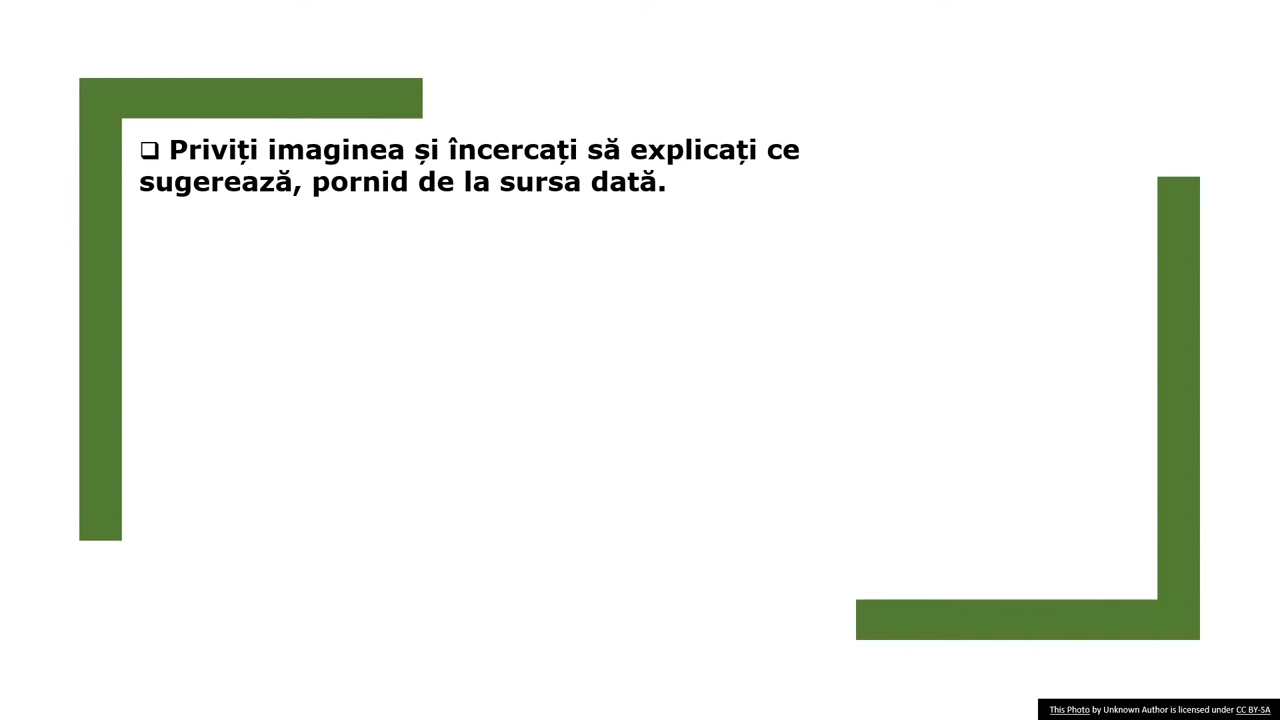 ❑ Priviți imaginea și încercați să explicați ce
sugerează, pornid de la sursa dată.
This Photo by Unknown Author is licensed under CC BY-SA